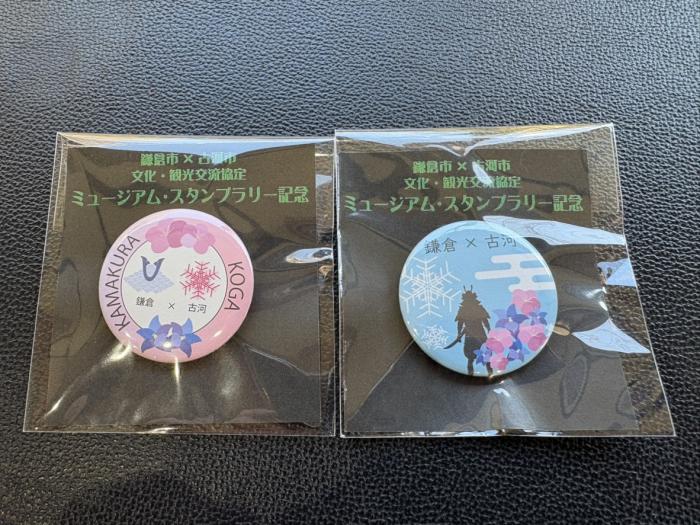 鎌倉市×古河市
文化・観光交流協定
ミュージアム・スタンプラリー記念
KAMAKURA
KOGA
鎌倉 × 古河
鎌倉市×古河市
文化・観光交流協定
ミュージアム・スタンプラリー記念
鎌倉 × 古河